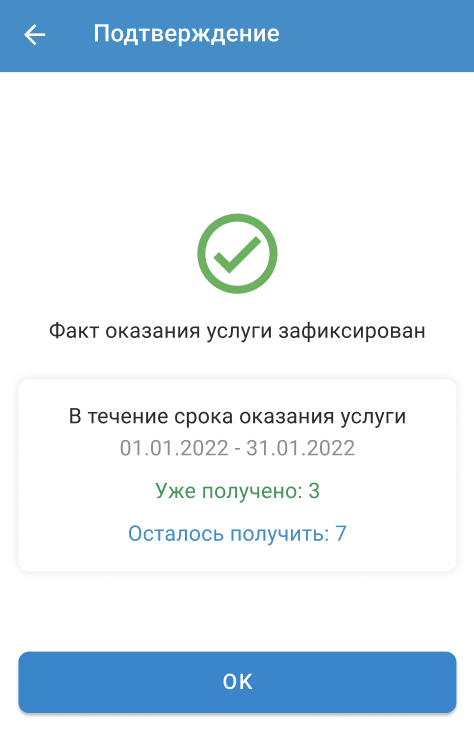 Подтверждение
Факт оказания услуги зафиксирован
В течение срока оказания услуги
01.01.2022 - 31.01.2022
Уже получено: 3
Осталось получить: 7
OK